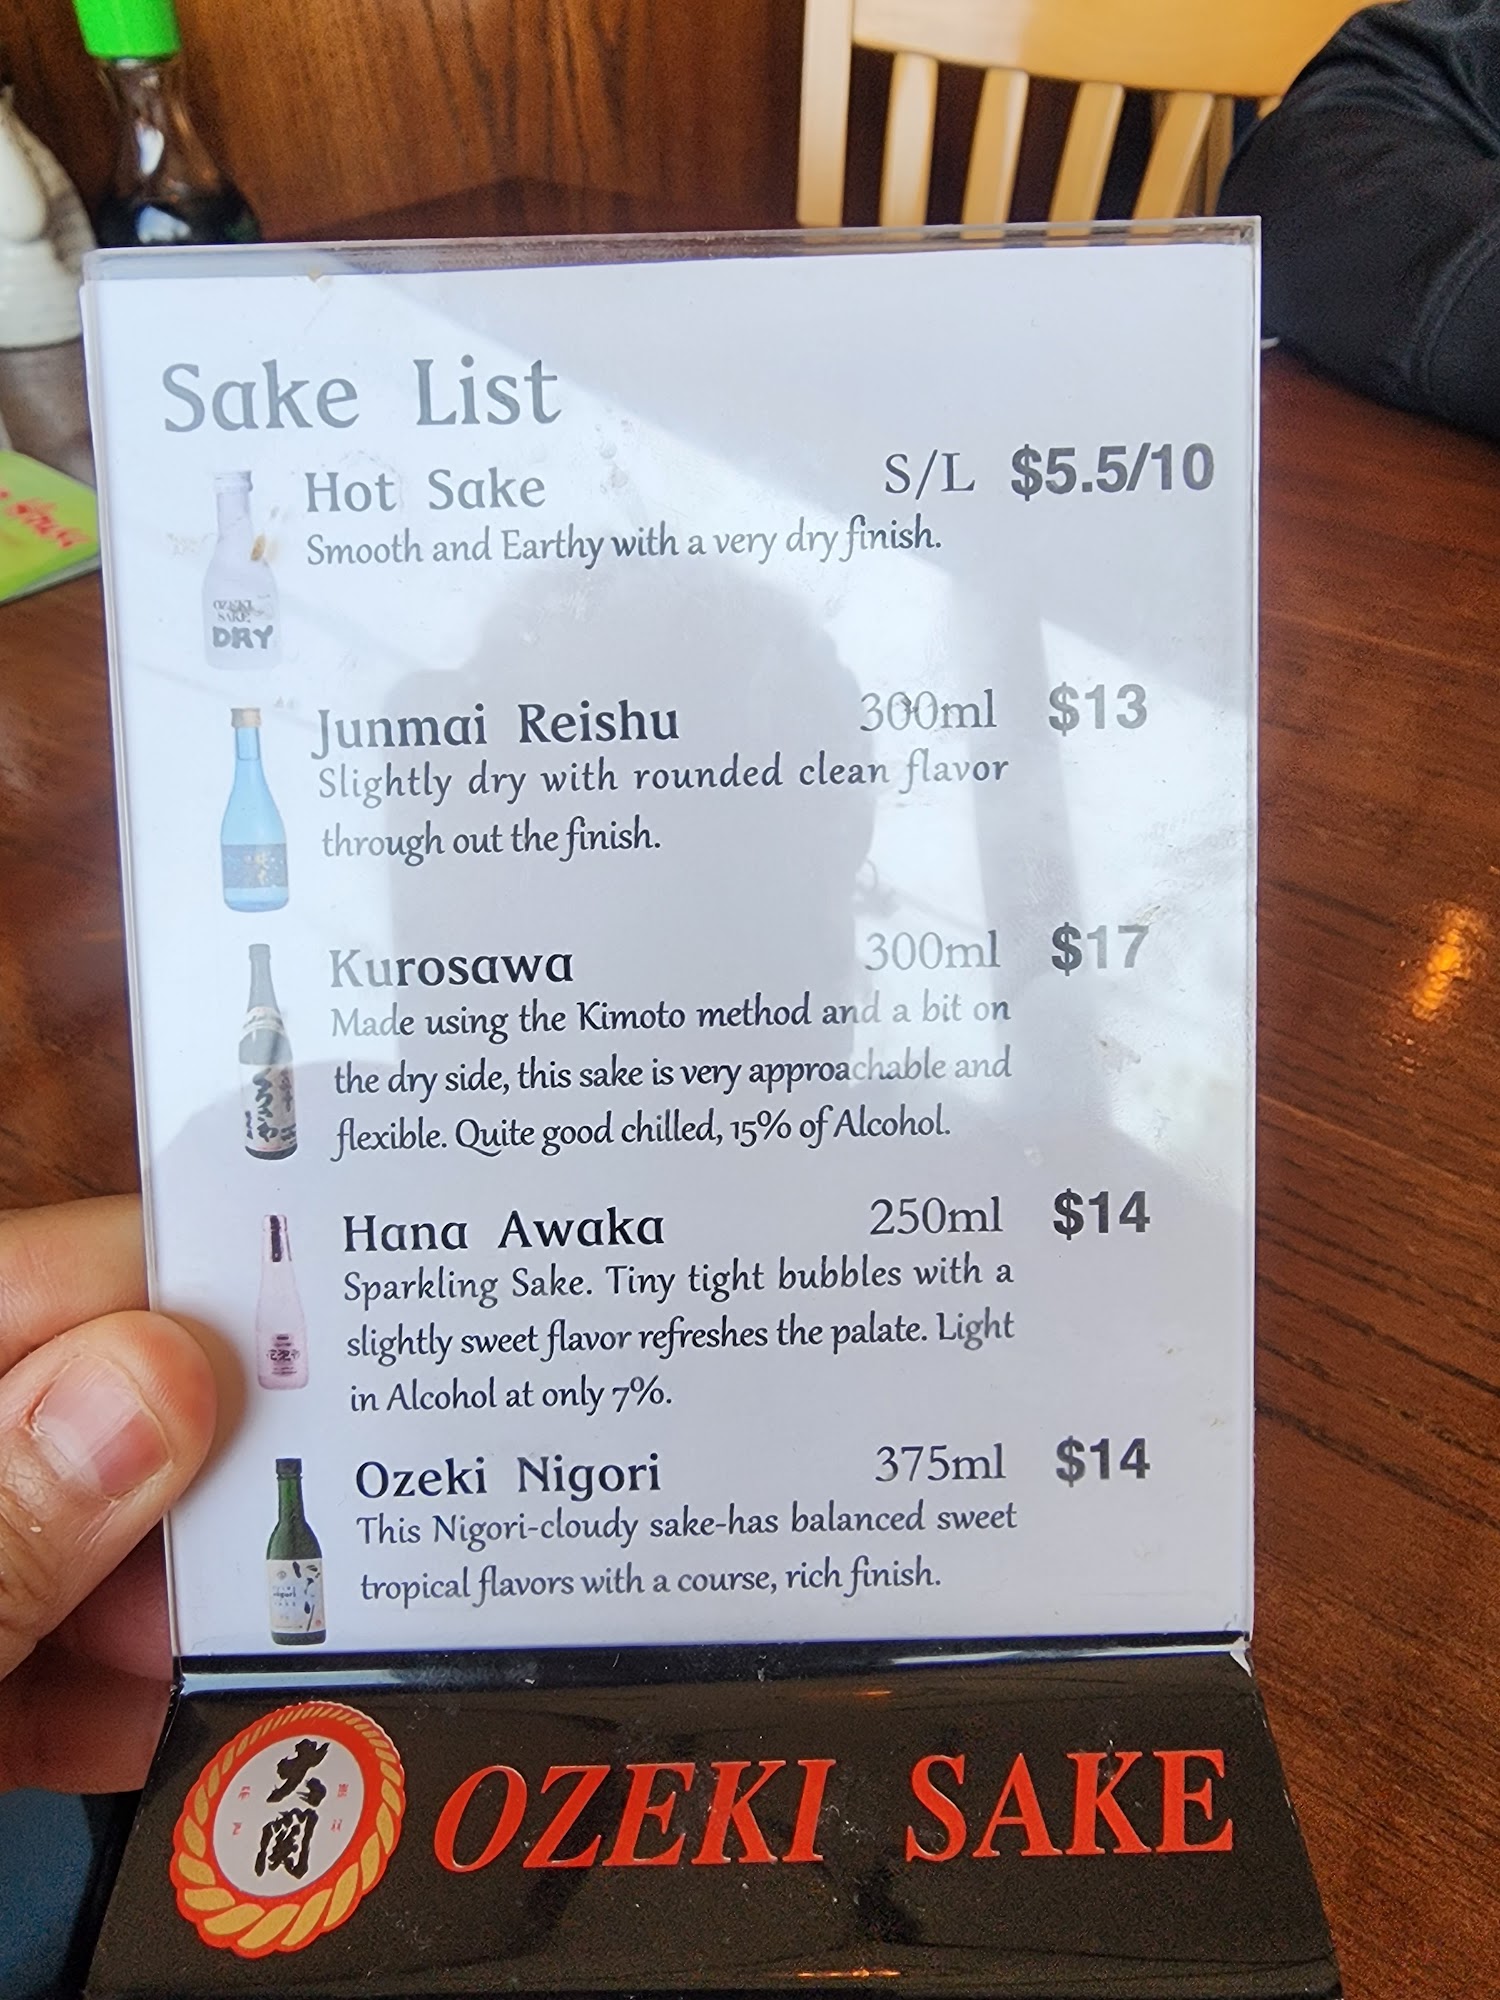 Sake List
Hot Sake S/L $5.5/10
Smooth and Earthy with a very dry finish.
DRY
Junmai Reishu 300ml $13
Slightly dry with rounded clean flavor
through out the finish.
Kurosawa 300ml $17
Made using the Kimoto method and a bit on
the dry side, this sake is very approachable and
flexible. Quite good chilled, 15% of Alcohol.
くろさわ
Hana Awaka 250ml $14
Sparkling Sake. Tiny tight bubbles with a
slightly sweet flavor refreshes the palate. Light
in Alcohol at only 7%.
Ozeki Nigori 375ml $14
This Nigori-cloudy sake-has balanced sweet
tropical flavors with a course, rich finish.
nigori
大関
OZEKI SAKE